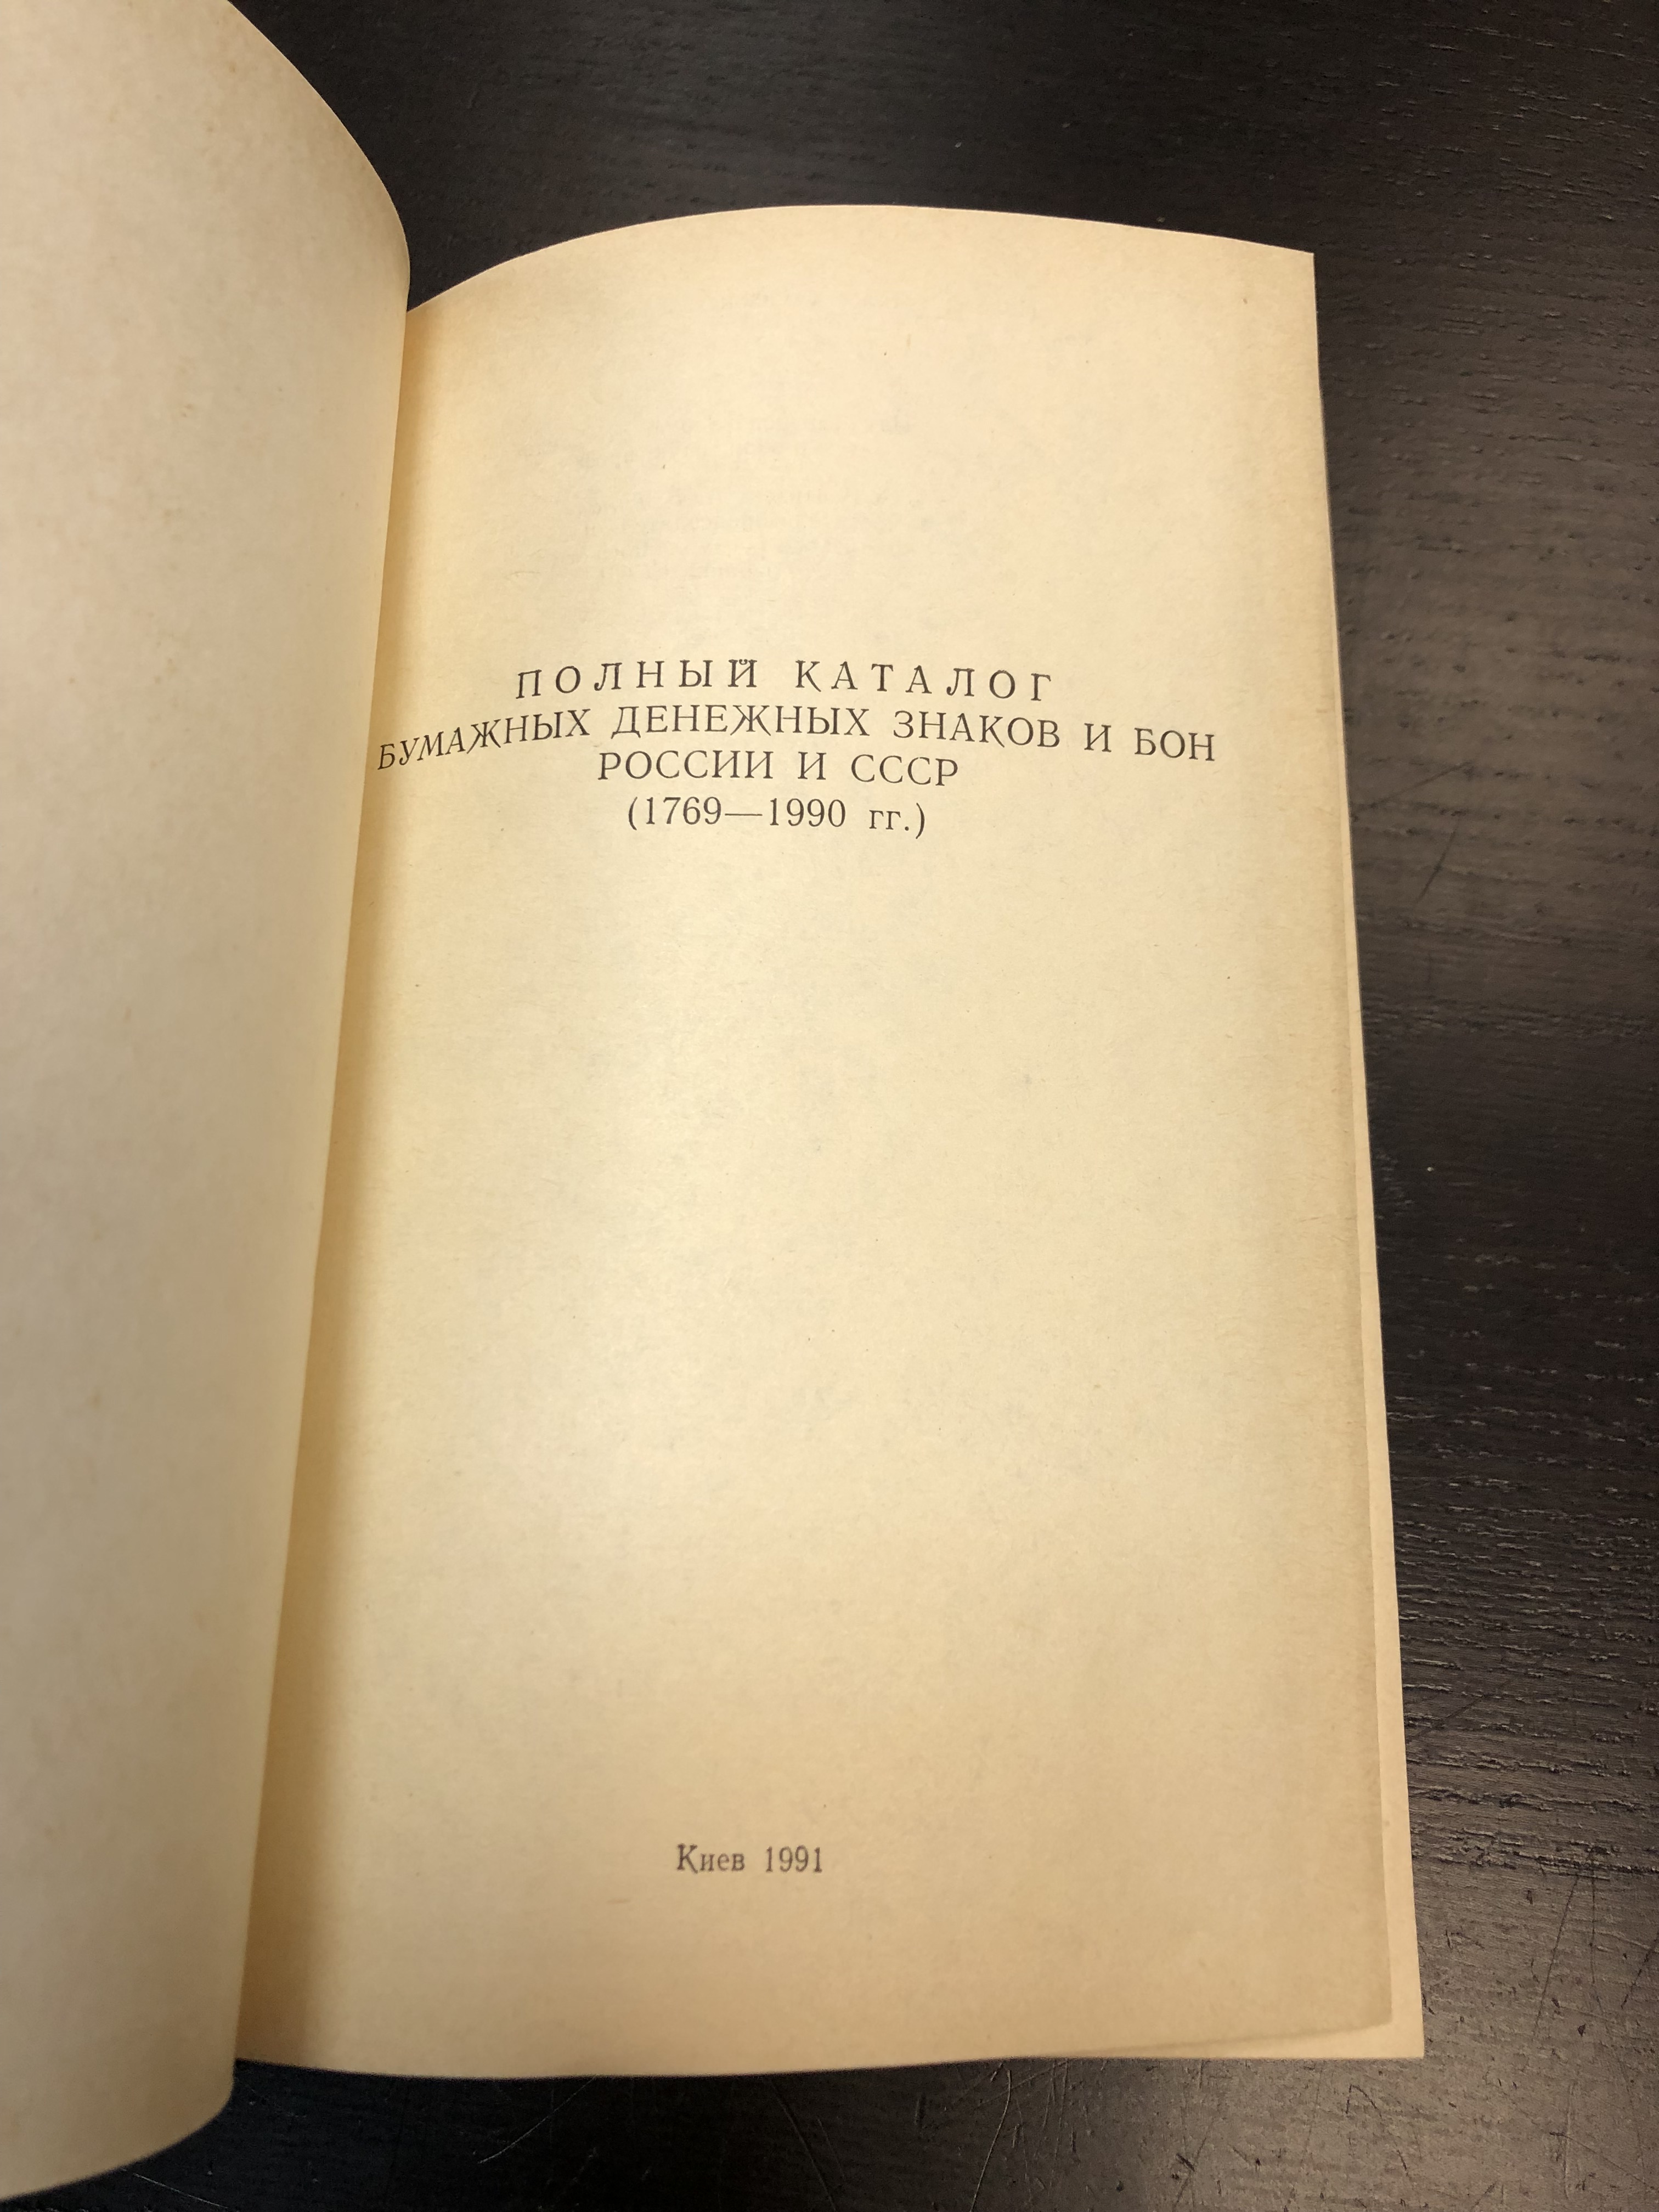 ПОЛНЫЙ КАТАЛОГ
БУМАЖНЫХ ДЕНЕЖНЫХ ЗНАКОВ И БОН
РОССИИ И СССР
(1769—1990 гг.)
Киев 1991